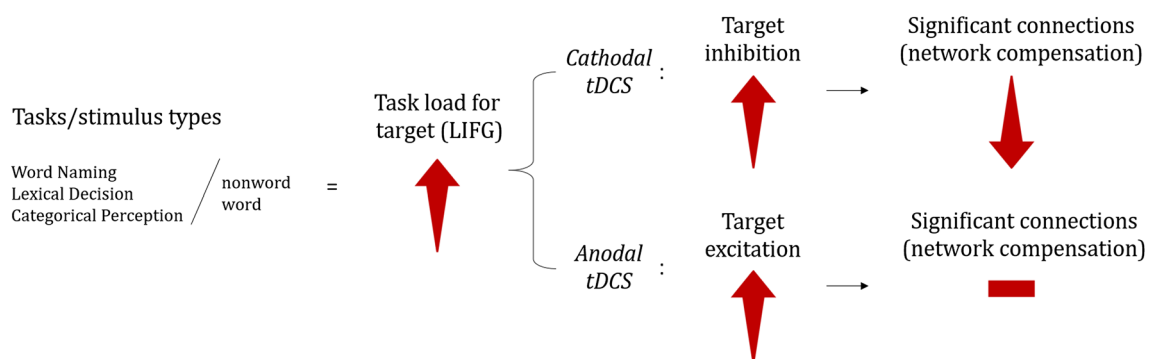 Tasks/stimulus types
Word Naming
Lexical Decision
Categorical Perception
/
nonword
word
=
Task load for
target (LIFG)
Cathodal
tDCS :
Target
inhibition
Significant connections
(network compensation)
Anodal
tDCS :
Target
excitation
Significant connections
(network compensation)